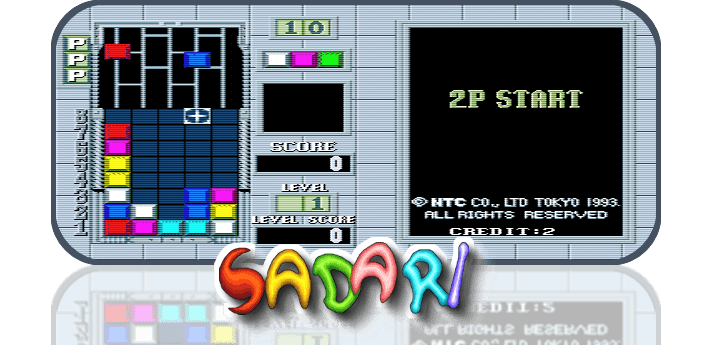 P
P
P
10
SCORE
0
LEVEL
1
LEVEL SCORE
0
2P START
© NTC CO., LTD TOKYO 1993.
ALL RIGHTS RESERVED
CREDIT:2
SADARI